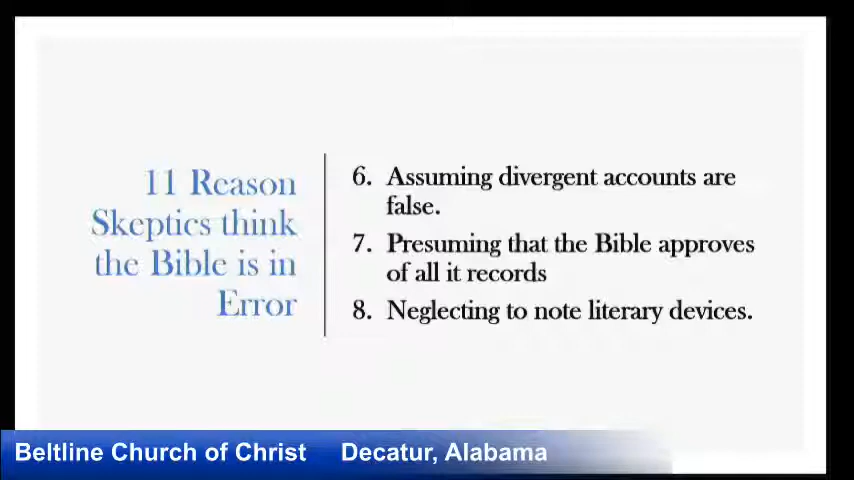 11 Reason
Skeptics think
the Bible is in
Error
6. Assuming divergent accounts are
false.
7. Presuming that the Bible approves
of all it records
8. Neglecting to note literary devices.
Beltline Church of Christ Decatur, Alabama